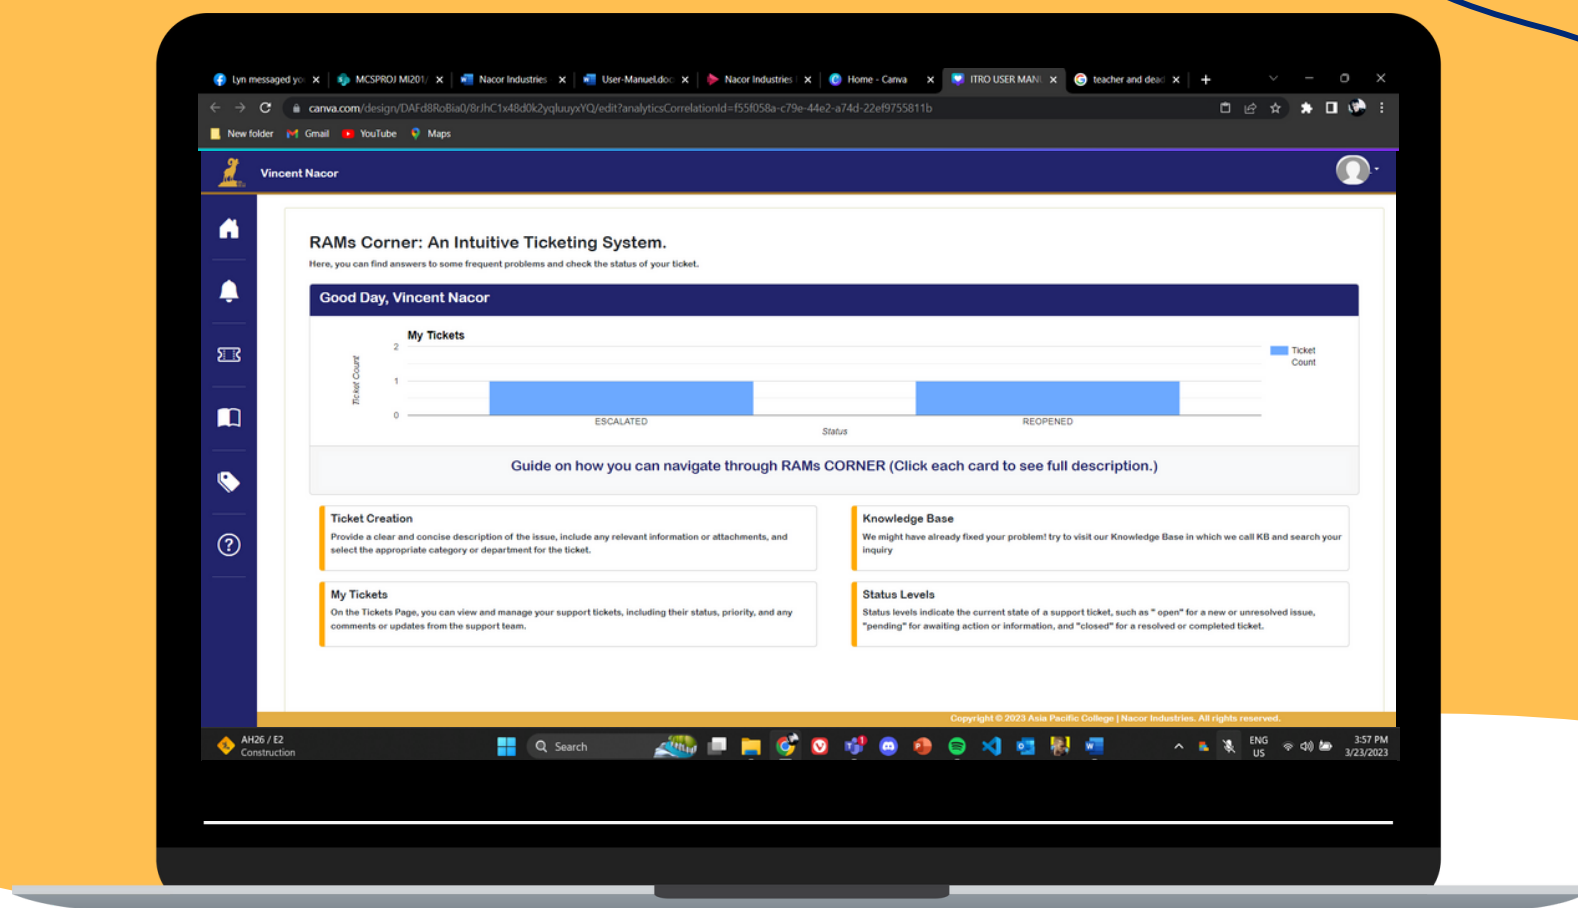 Lyn messaged yo
MCSPROJ MI201/
Nacor Industries
User-Manuel.doc
Nacor Industries
Home - Canva
ITRO USER MANU
teacher and dead
canva.com/design/DAFd8RoBia0/8rJhC1x48d0k2yqluuyxYQ/edit?analyticsCorrelationId=f55f058a-c79e-44e2-a74d-22ef9755811b
New folder
Gmail
YouTube
Maps
Vincent Nacor
RAMs Corner: An Intuitive Ticketing System.
Here, you can find answers to some frequent problems and check the status of your ticket.
Good Day, Vincent Nacor
My Tickets
Ticket Count
2
1
0
ESCALATED
REOPENED
Status
Ticket
Count
Guide on how you can navigate through RAMs CORNER (Click each card to see full description.)
Ticket Creation
Provide a clear and concise description of the issue, include any relevant information or attachments, and
select the appropriate category or department for the ticket.
Knowledge Base
We might have already fixed your problem! try to visit our Knowledge Base in which we call KB and search your
inquiry
My Tickets
On the Tickets Page, you can view and manage your support tickets, including their status, priority, and any
comments or updates from the support team.
Status Levels
Status levels indicate the current state of a support ticket, such as " open" for a new or unresolved issue,
"pending" for awaiting action or information, and "closed" for a resolved or completed ticket.
Copyright © 2023 Asia Pacific College | Nacor Industries. All rights reserved.
AH26 / E2
Construction
Search
ENG
US
3:57 PM
3/23/2023